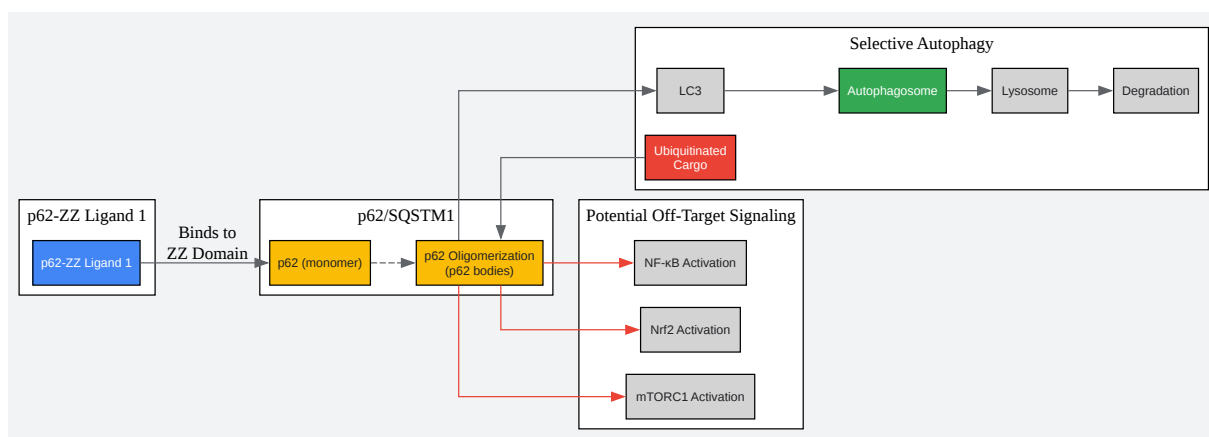 Selective Autophagy
LC3
Autophagosome
Lysosome
Degradation
Ubiquitinated
Cargo
p62-ZZ Ligand 1
p62-ZZ Ligand 1
Binds to
ZZ Domain
p62/SQSTM1
p62 (monomer)
p62 Oligomerization
(p62 bodies)
Potential Off-Target Signaling
NF-κB Activation
Nrf2 Activation
mTORC1 Activation